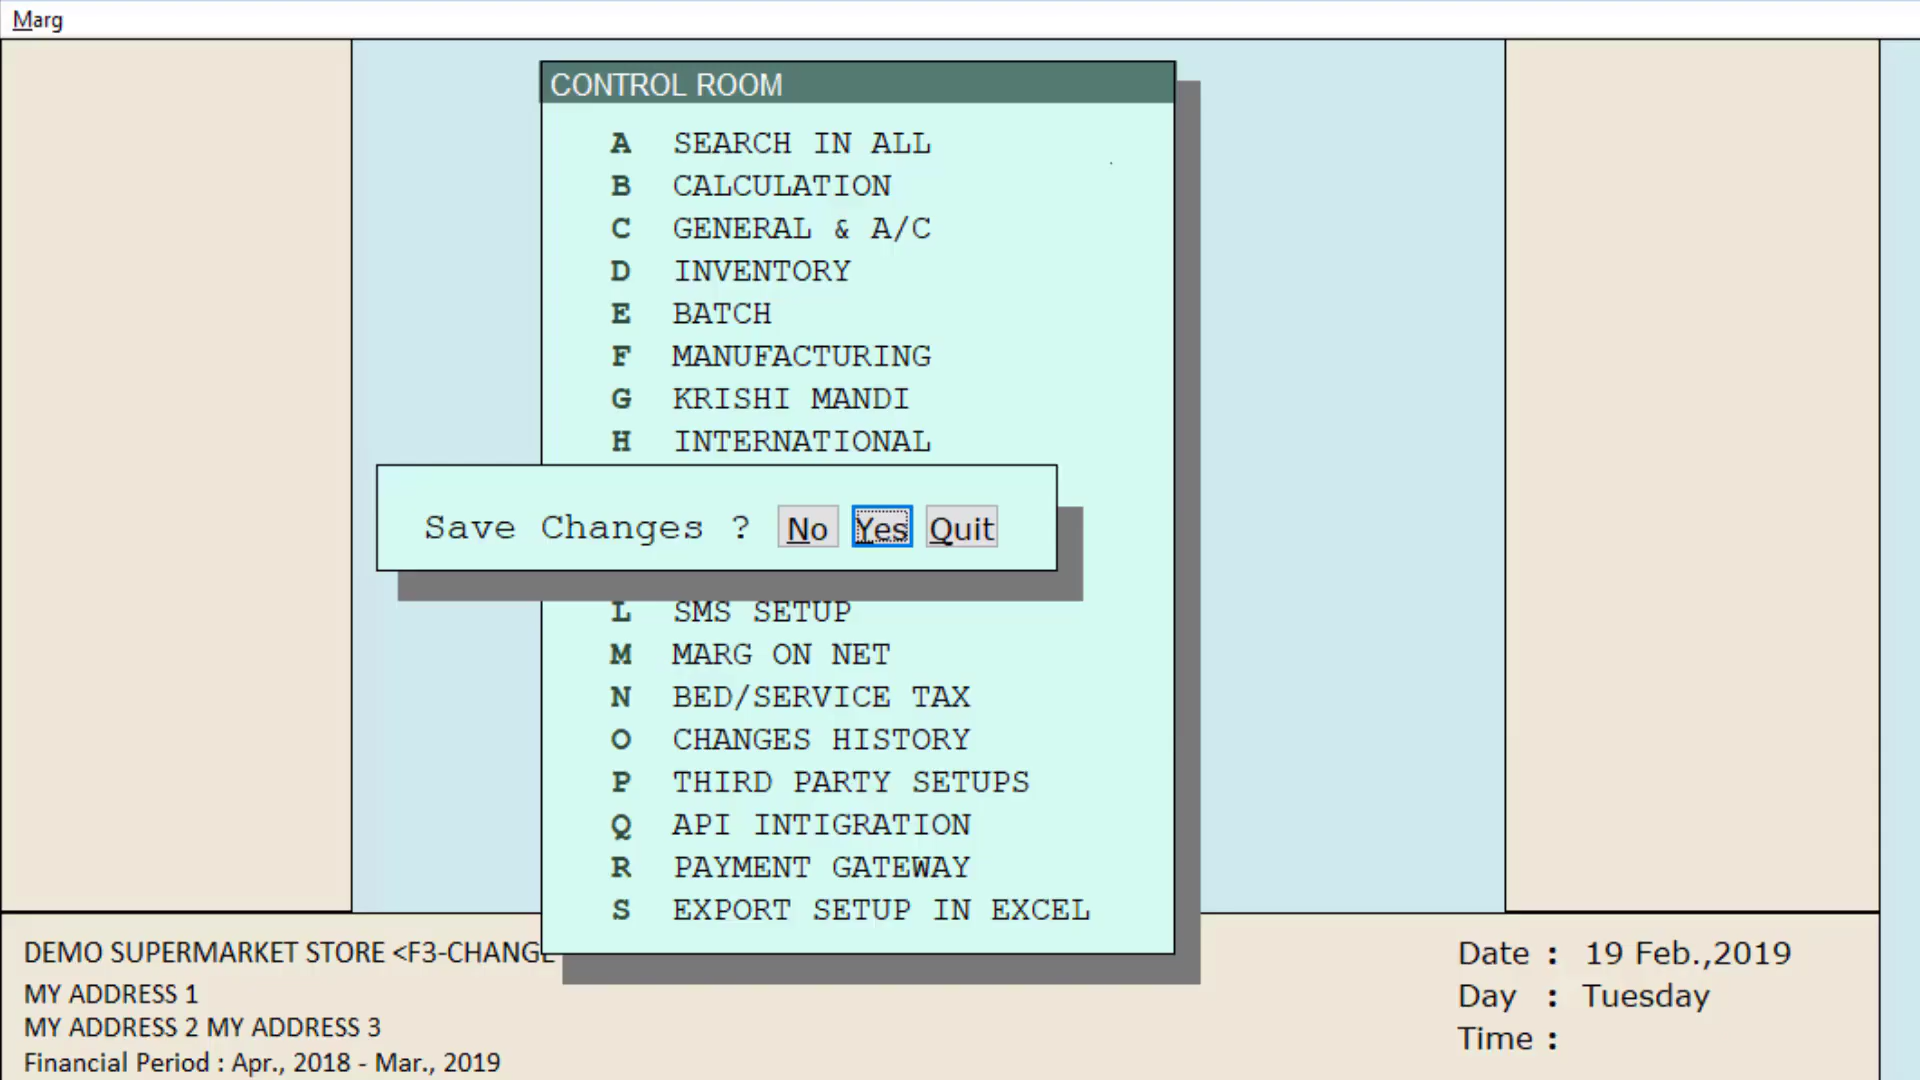 Marg
CONTROL ROOM
A SEARCH IN ALL
B CALCULATION
C GENERAL & A/C
D INVENTORY
E BATCH
F MANUFACTURING
G KRISHI MANDI
H INTERNATIONAL
Save Changes ? No Yes Quit
L SMS SETUP
M MARG ON NET
N BED/SERVICE TAX
O CHANGES HISTORY
P THIRD PARTY SETUPS
Q API INTIGRATION
R PAYMENT GATEWAY
S EXPORT SETUP IN EXCEL
DEMO SUPERMARKET STORE <F3-CHANGE
MY ADDRESS 1
MY ADDRESS 2 MY ADDRESS 3
Financial Period : Apr., 2018 - Mar., 2019
Date : 19 Feb.,2019
Day : Tuesday
Time :